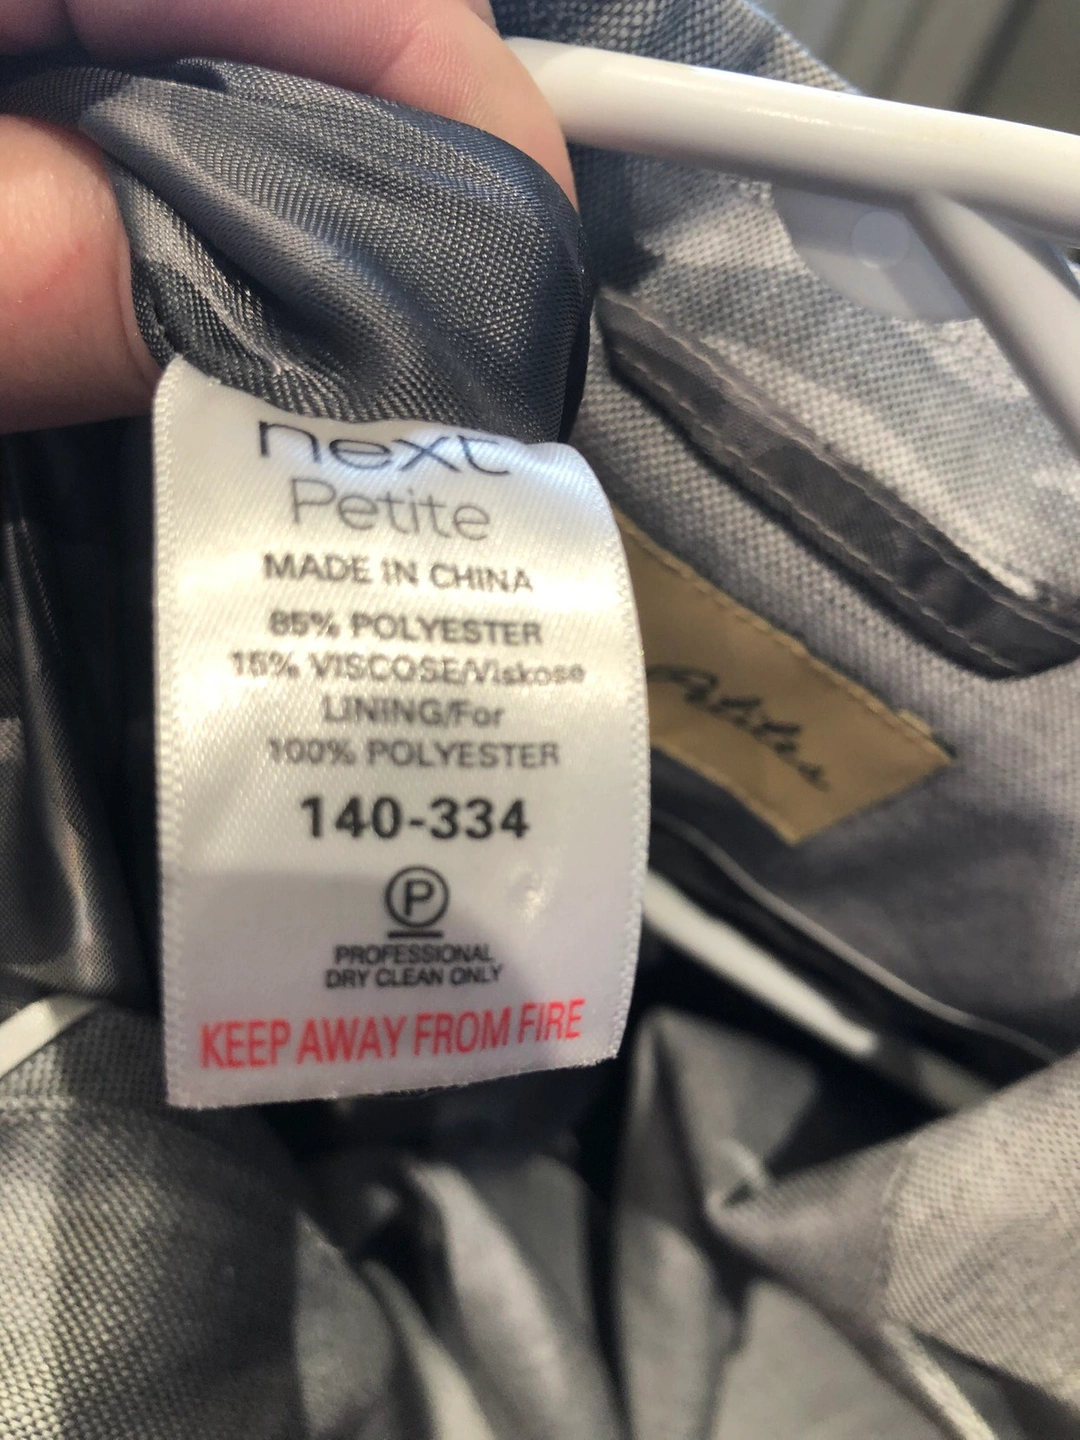 next
Petite
MADE IN CHINA
85% POLYESTER
15% VISCOSE/Viskose
LINING/For
100% POLYESTER
140-334
P
PROFESSIONAL
DRY CLEAN ONLY
KEEP AWAY FROM FIRE
Petites